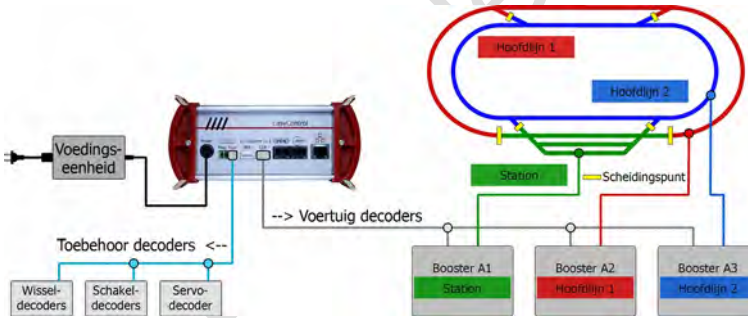 Hoofdlijn 1
Hoofdlijn 2
Voedings-
eenheid
Station
Scheidingspunt
--> Voertuig decoders
Toebehoor decoders <--
Wissel-
decoders
Schakel-
decoders
Servo-
decoder
Booster A1
Station
Booster A2
Hoofdlijn 1
Booster A3
Hoofdlijn 2